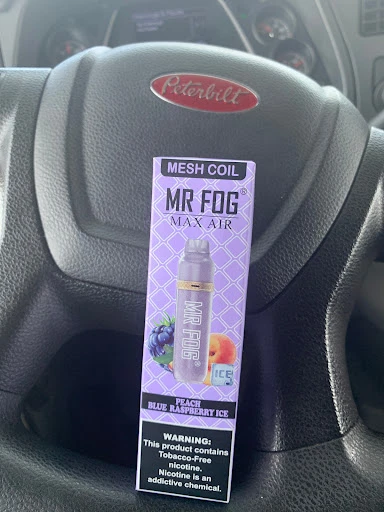 Peterbilt
MESH COIL
MR FOG®
MAX AIR
MR FOG®
ICE
PEACH
BLUE RASPBERRY ICE
WARNING:
This product contains
Tobacco-Free
nicotine.
Nicotine is an
addictive chemical.